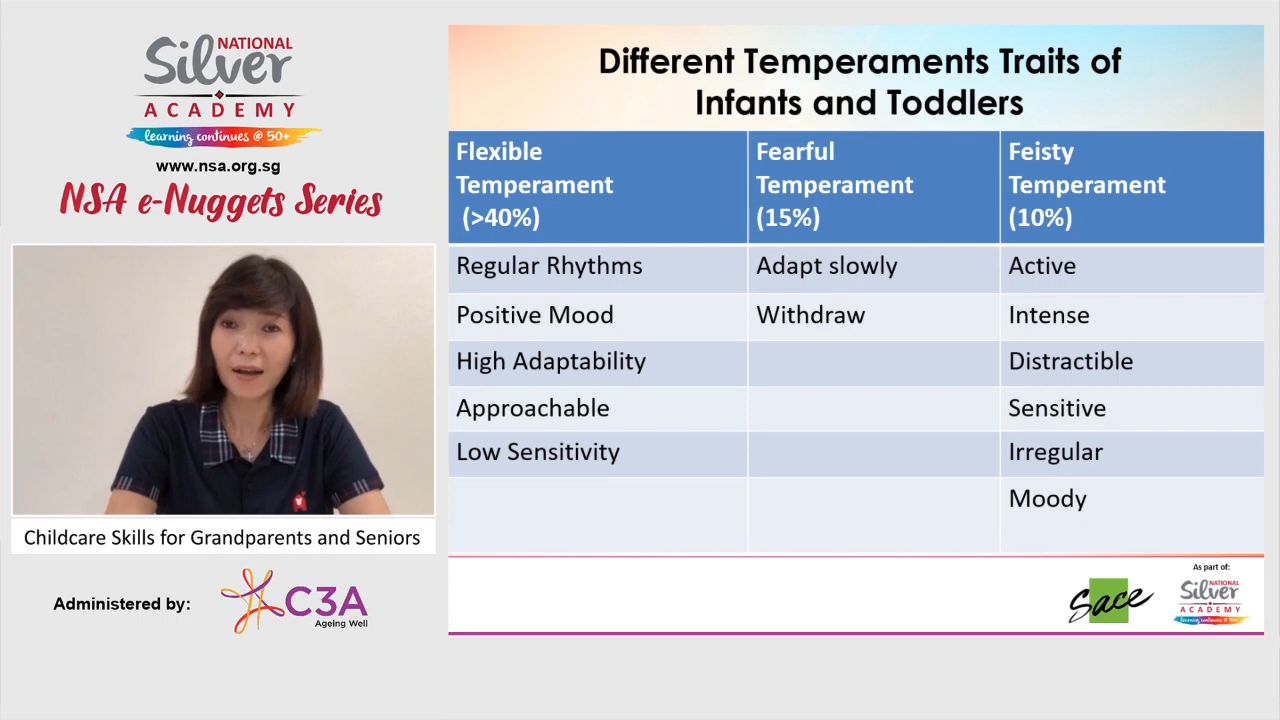 NATIONAL
Silver
ACADEMY
learning continues @ 50+
www.nsa.org.sg
NSA e-Nuggets Series
Childcare Skills for Grandparents and Seniors
Administered by:
C3A
Ageing Well
Different Temperaments Traits of
Infants and Toddlers
Flexible
Temperament
(>40%)
Fearful
Temperament
(15%)
Feisty
Temperament
(10%)
Regular Rhythms
Adapt slowly
Active
Positive Mood
Withdraw
Intense
High Adaptability
Distractible
Approachable
Sensitive
Low Sensitivity
Irregular
Moody
Sace
As part of:
NATIONAL
Silver
ACADEMY
learning continues @ 50+